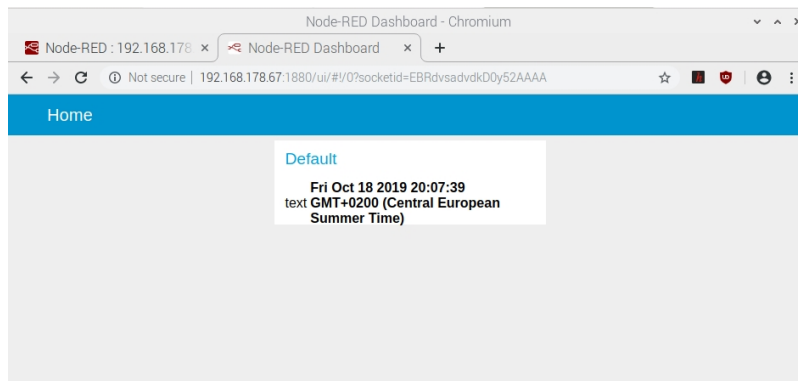 Node-RED Dashboard - Chromium
Node-RED : 192.168.178
Node-RED Dashboard
Not secure | 192.168.178.67:1880/ui/#!/0?socketid=EBRdvsadvdkD0y52AAAA
Home
Default
Fri Oct 18 2019 20:07:39
text GMT+0200 (Central European
Summer Time)